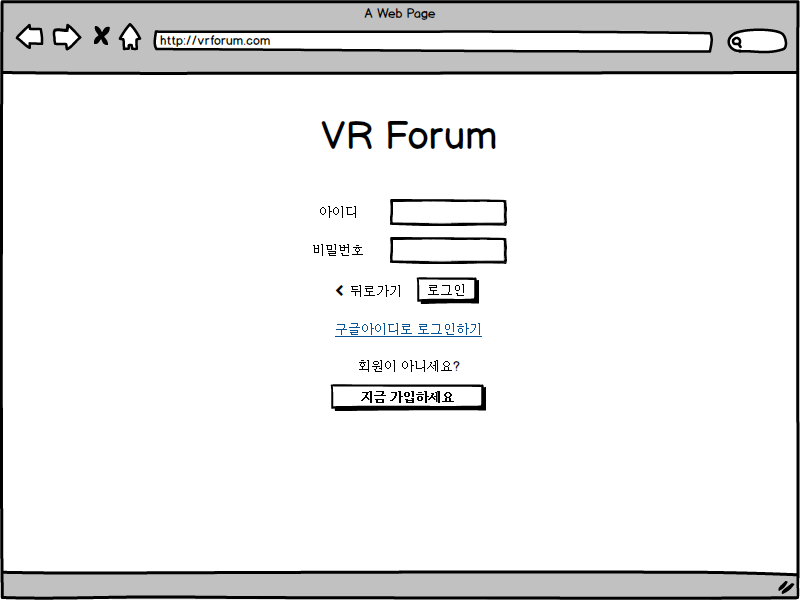 A Web Page
http://vrforum.com
VR Forum
아이디
비밀번호
뒤로가기 로그인
구글아이디로 로그인하기
회원이 아니세요?
지금 가입하세요